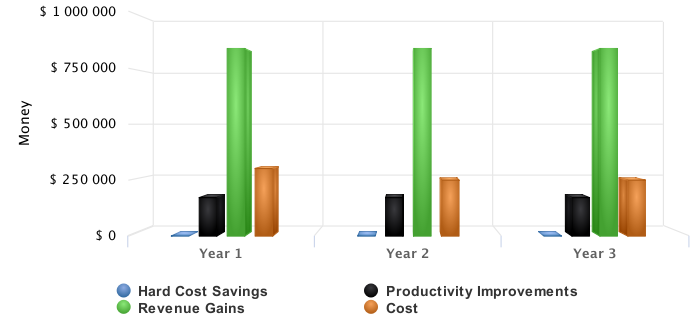 $ 1 000 000
$ 750 000
$ 500 000
$ 250 000
$ 0
Money
Year 1
Year 2
Year 3
Hard Cost Savings
Productivity Improvements
Revenue Gains
Cost